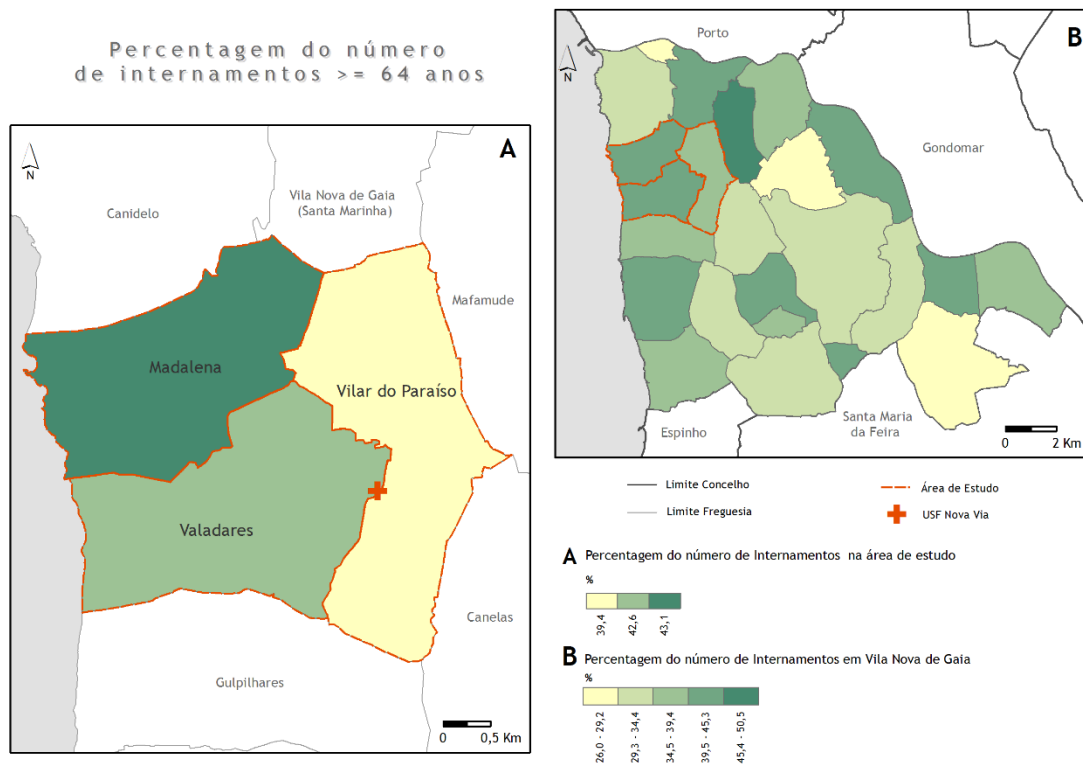 Percentagem do número
de internamentos >= 64 anos
A
N
Canidelo
Vila Nova de Gaia
(Santa Marinha)
Mafamude
Madalena
Vilar do Paraíso
Valadares
Canelas
Gulpilhares
0 0,5 Km
B
Porto
N
Gondomar
Santa Maria
da Feira
Espinho
0 2 Km
Limite Concelho
Área de Estudo
Limite Freguesia
USF Nova Via
A Percentagem do número de Internamentos na área de estudo
%
39,4
42,6
43,1
B Percentagem do número de Internamentos em Vila Nova de Gaia
%
26,0 - 29,2
29,3 - 34,4
34,5 - 39,4
39,5 - 45,3
45,4 - 50,5